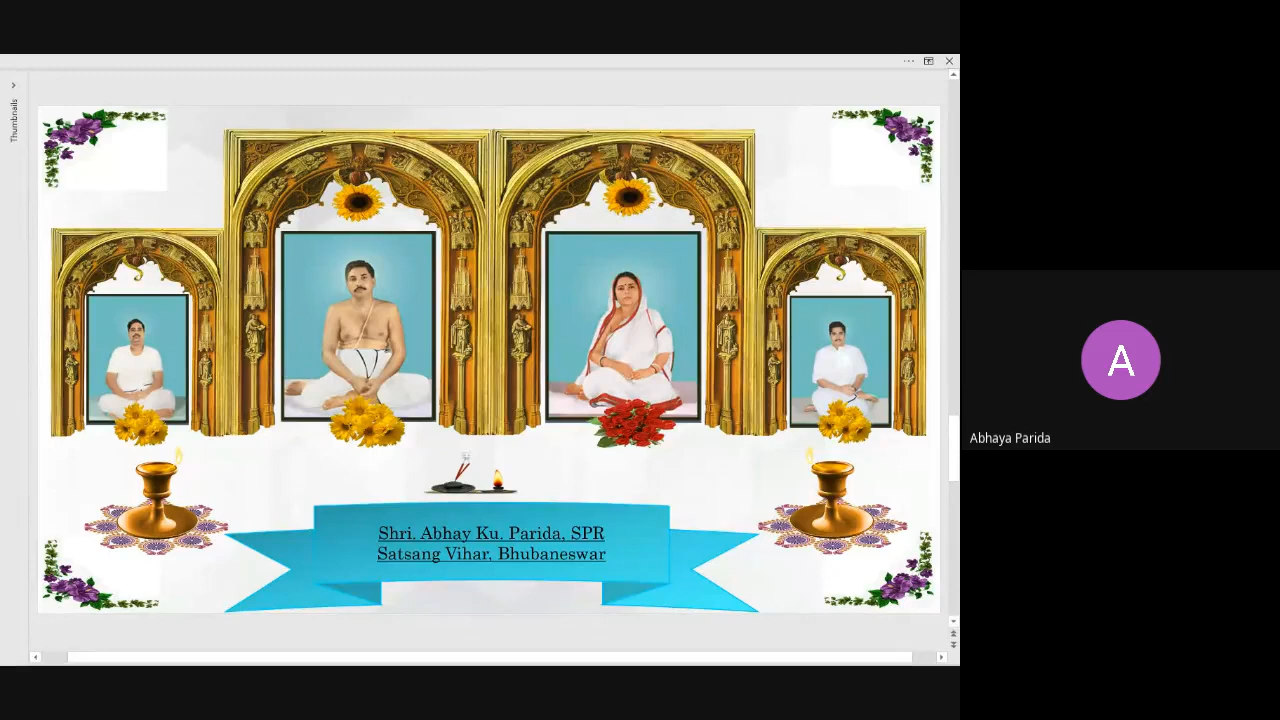 Thumbnails
Shri. Abhay Ku. Parida, SPR
Satsang Vihar. Bhubaneswar
A
Abhaya Parida